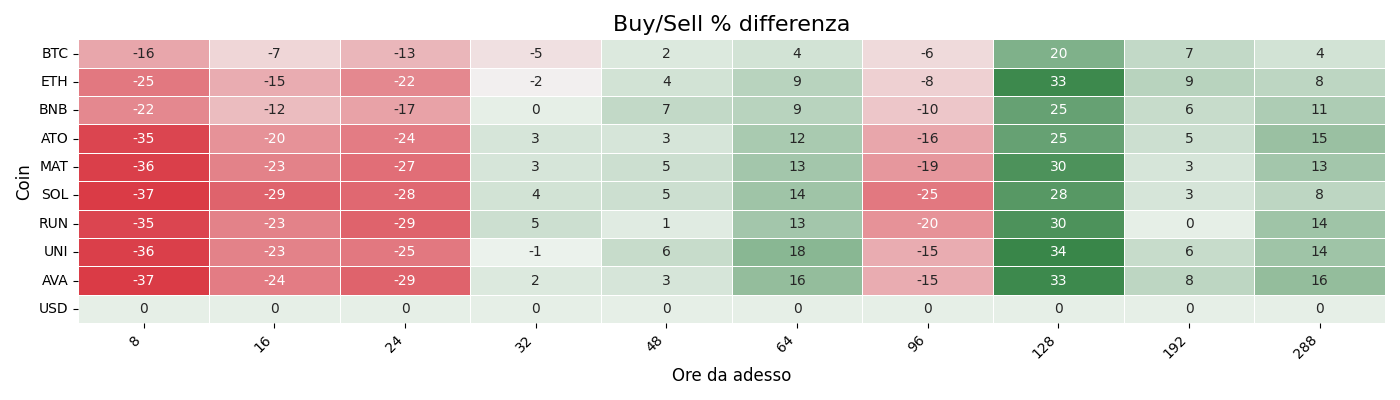 Buy/Sell % differenza
Coin
BTC -16 -7 -13 -5 2 4 -6 20 7 4
ETH -25 -15 -22 -2 4 9 -8 33 9 8
BNB -22 -12 -17 0 7 9 -10 25 6 11
ATO -35 -20 -24 3 3 12 -16 25 5 15
MAT -36 -23 -27 3 5 13 -19 30 3 13
SOL -37 -29 -28 4 5 14 -25 28 3 8
RUN -35 -23 -29 5 1 13 -20 30 0 14
UNI -36 -23 -25 -1 6 18 -15 34 6 14
AVA -37 -24 -29 2 3 16 -15 33 8 16
USD 0 0 0 0 0 0 0 0 0 0
8 16 24 32 48 64 96 128 192 288
Ore da adesso